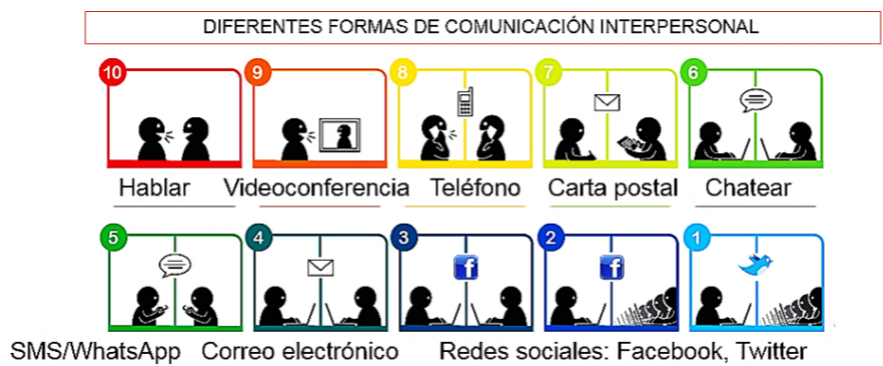 DIFERENTES FORMAS DE COMUNICACIÓN INTERPERSONAL
10 9 8 7 6
Hablar Videoconferencia Teléfono Carta postal Chatear
5 4 3 2 1
f f
SMS/WhatsApp Correo electrónico Redes sociales: Facebook, Twitter